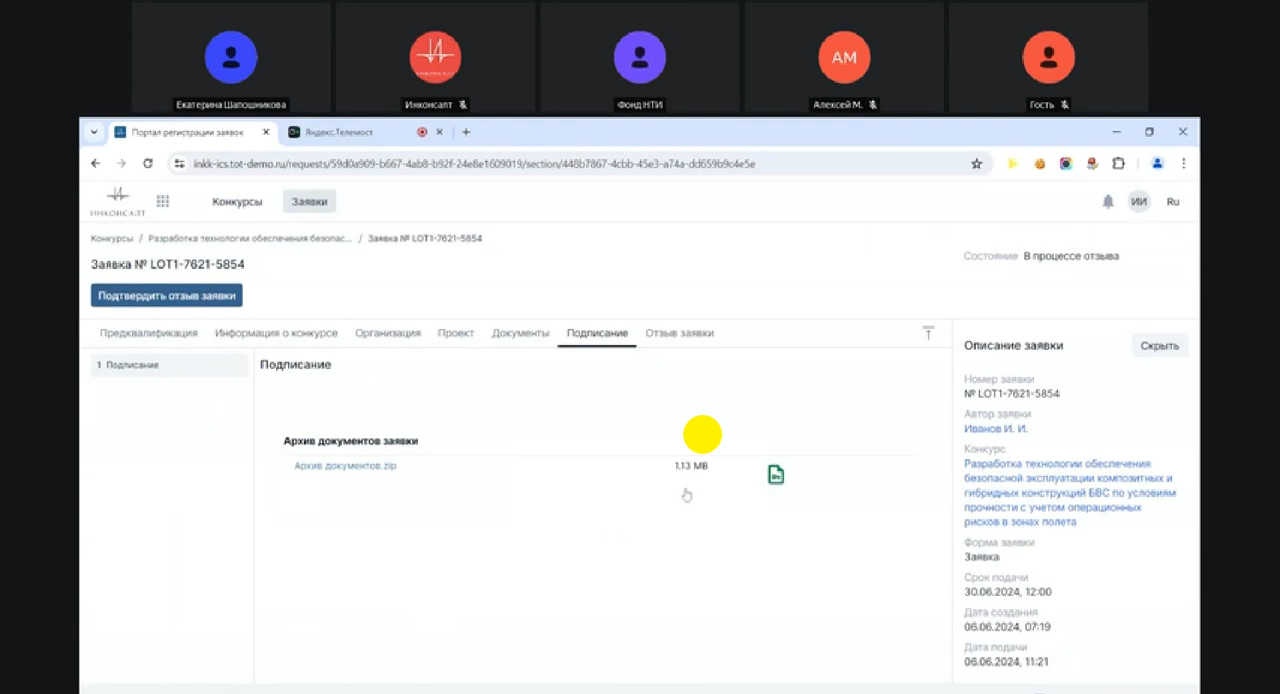 Екатерина Шапошникова
Инконсалт
Фонд НТИ
АМ
Алексей М.
Гость
Портал регистрации заявок
Яндекс.Телемост
inkk-ics.tot-demo.ru/requests/59d0a909-b667-4ab8-b92f-24e8e1609019/section/448b7867-4cbb-45e3-a74a-dd659b9c4e5e
ИНКОНСАЛТ
Конкурсы
Заявки
ИИ
Ru
Конкурсы / Разработка технологии обеспечения безопас... / Заявка № LOT1-7621-5854
Состояние В процессе отзыва
Заявка № LOT1-7621-5854
Подтвердить отзыв заявки
Предквалификация
Информация о конкурсе
Организация
Проект
Документы
Подписание
Отзыв заявки
1 Подписание
Подписание
Архив документов заявки
Архив документов.zip
1.13 MB
Описание заявки
Скрыть
Номер заявки
№ LOT1-7621-5854
Автор заявки
Иванов И. И.
Конкурс
Разработка технологии обеспечения
безопасной эксплуатации композитных и
гибридных конструкций БВС по условиям
прочности с учетом операционных
рисков в зонах полета
Форма заявки
Заявка
Срок подачи
30.06.2024, 12:00
Дата создания
06.06.2024, 07:19
Дата подачи
06.06.2024, 11:21